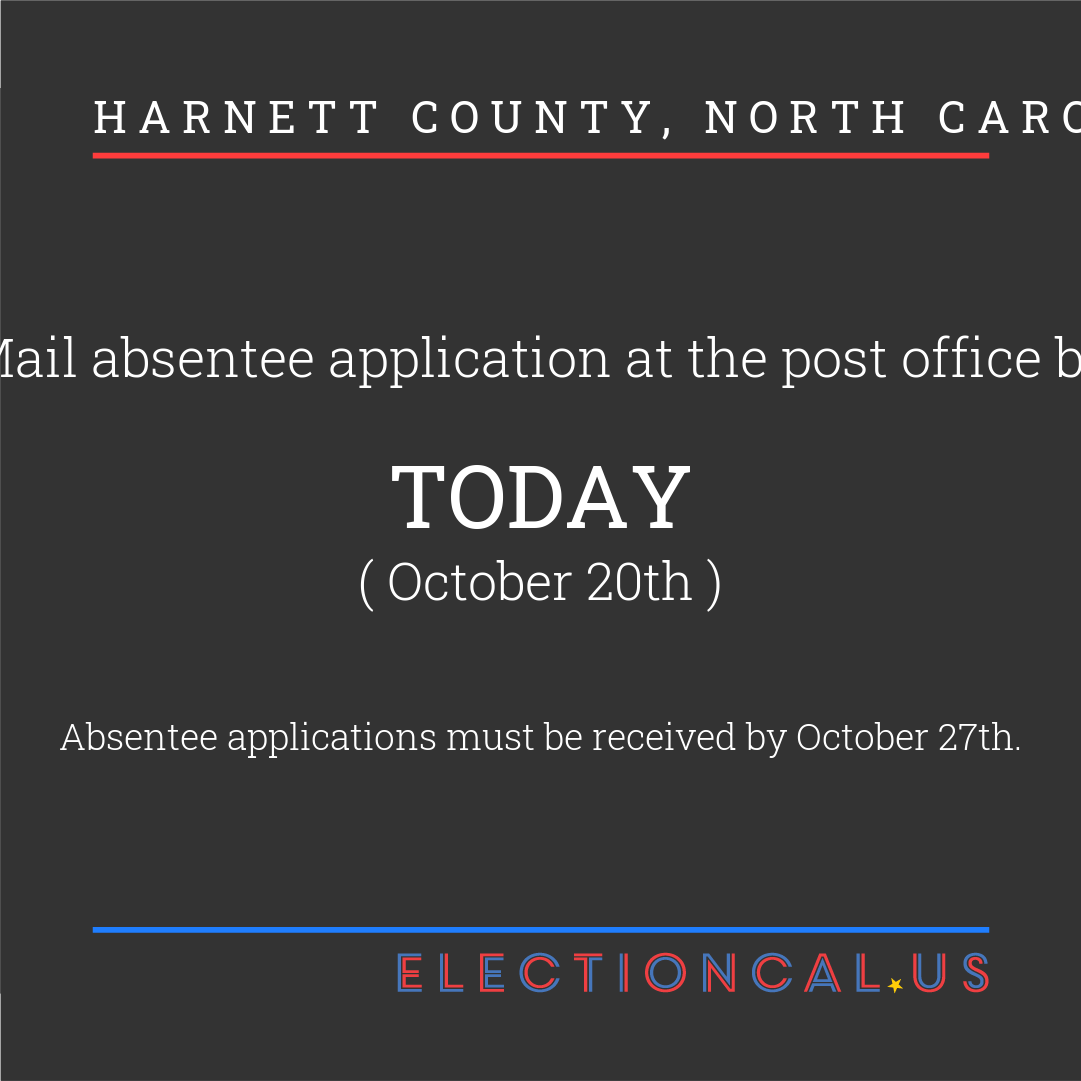 HARNETT COUNTY, NORTH CARO
Mail absentee application at the post office b
TODAY
( October 20th )
Absentee applications must be received by October 27th.
ELECTIONCAL.US